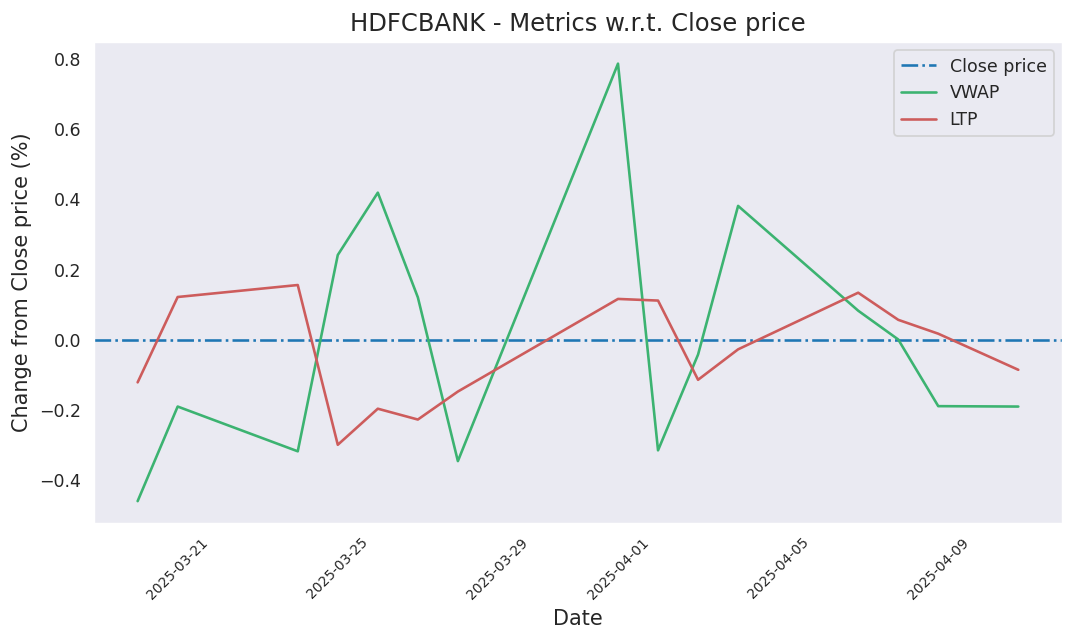 HDFCBANK - Metrics w.r.t. Close price
Close price
VWAP
LTP
Change from Close price (%)
0.8
0.6
0.4
0.2
0.0
−0.2
−0.4
2025-03-21
2025-03-25
2025-03-29
2025-04-01
2025-04-05
2025-04-09
Date